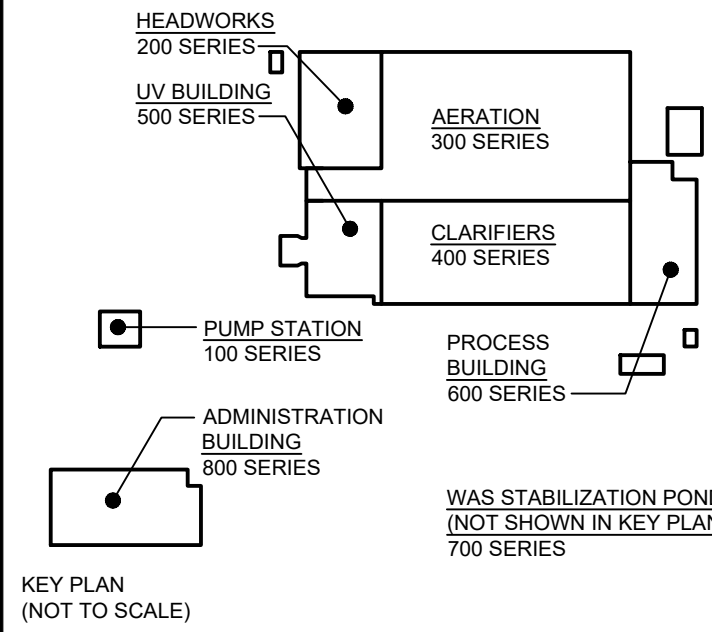 HEADWORKS
200 SERIES
UV BUILDING
500 SERIES
AERATION
300 SERIES
CLARIFIERS
400 SERIES
PUMP STATION
100 SERIES
PROCESS
BUILDING
600 SERIES
ADMINISTRATION
BUILDING
800 SERIES
WAS STABILIZATION POND
(NOT SHOWN IN KEY PLAN
700 SERIES
KEY PLAN
(NOT TO SCALE)